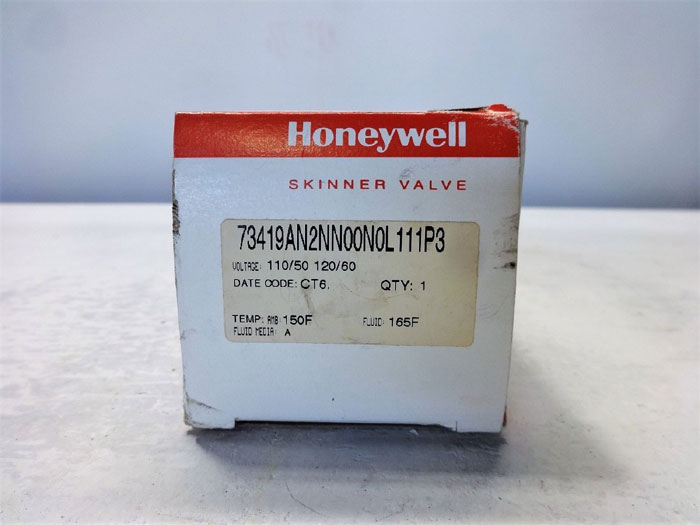 Honeywell
SKINNER VALVE
73419AN2NN00N0L111P3
VOLTAGE: 110/50 120/60
DATE CODE: CT6. QTY: 1
TEMP: AMB: 150F FLUID: 165F
FLUID MEDIA: A